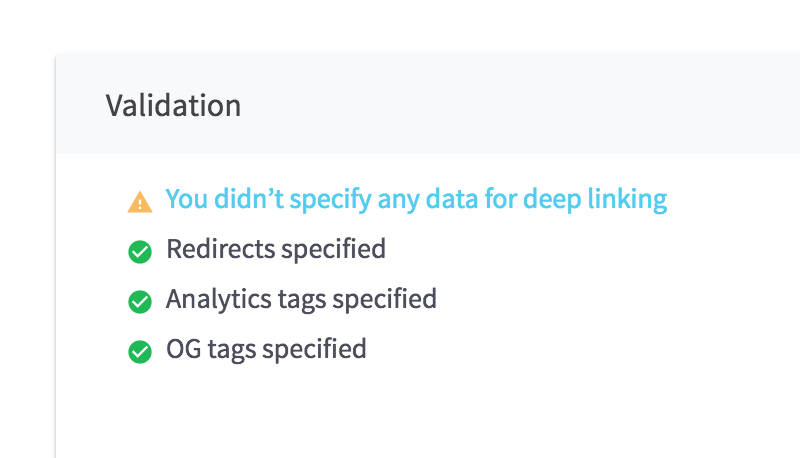 Validation
You didn’t specify any data for deep linking
Redirects specified
Analytics tags specified
OG tags specified